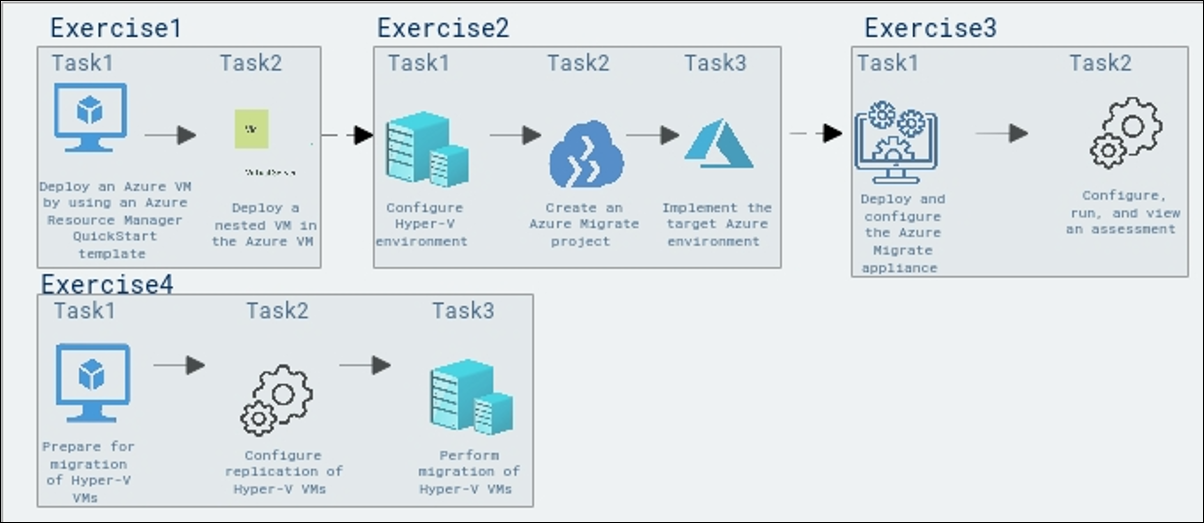 Exercise1
Task1
Task2
Deploy an Azure VM
by using an Azure
Resource Manager
QuickStart
template
Deploy a
nested VM in
the Azure VM
Exercise2
Task1
Task2
Task3
Configure
Hyper-V
environment
Create an
Azure Migrate
project
Implement the
target Azure
environment
Exercise3
Task1
Task2
Deploy and
configure
the Azure
Migrate
appliance
Configure,
run, and view
an assessment
Exercise4
Task1
Task2
Task3
Prepare for
migration
of Hyper-V
VMs
Configure
replication of
Hyper-V VMs
Perform
migration of
Hyper-V VMs